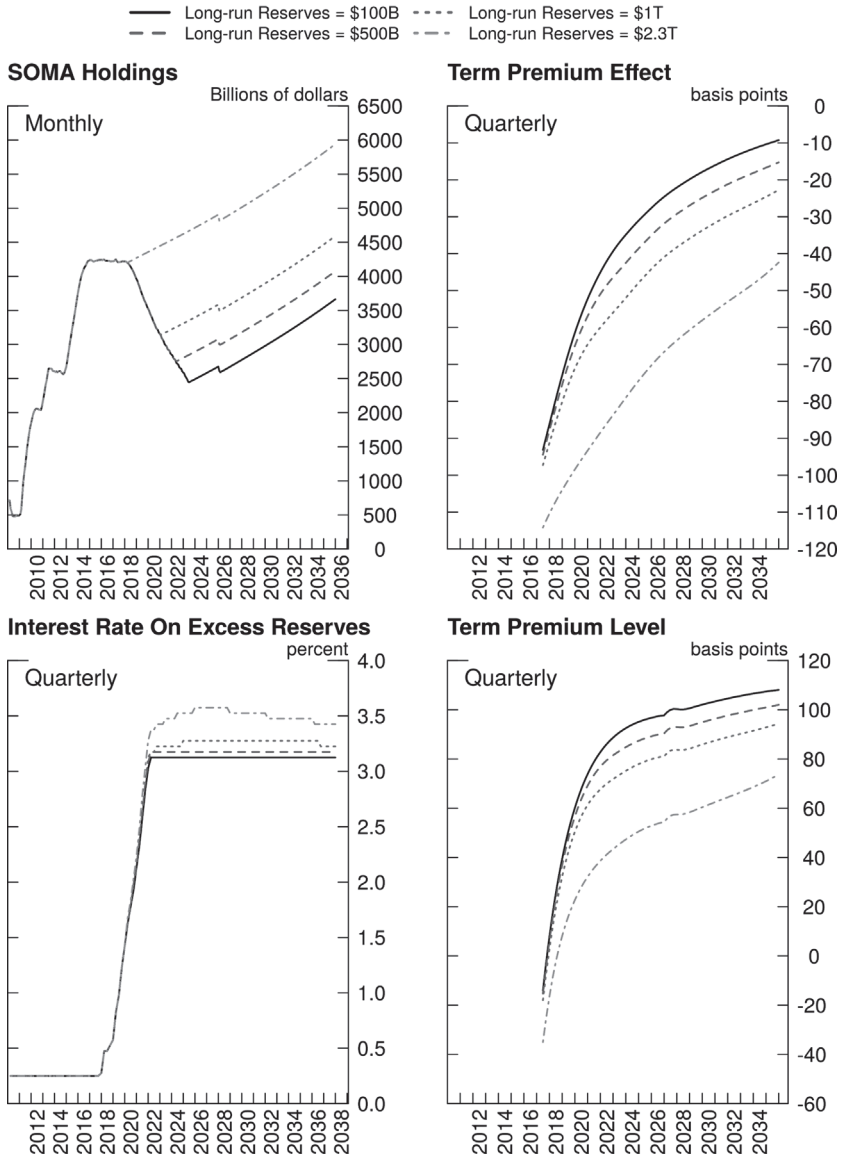 Long-run Reserves = $100B
Long-run Reserves = $1T
Long-run Reserves = $500B
Long-run Reserves = $2.3T
SOMA Holdings
Billions of dollars
Monthly
6500
6000
5500
5000
4500
4000
3500
3000
2500
2000
1500
1000
500
0
2010 2012 2014 2016 2018 2020 2022 2024 2026 2028 2030 2032 2034 2036
Term Premium Effect
basis points
Quarterly
0
-10
-20
-30
-40
-50
-60
-70
-80
-90
-100
-110
-120
2012 2014 2016 2018 2020 2022 2024 2026 2028 2030 2032 2034
Interest Rate On Excess Reserves
percent
Quarterly
4.0
3.5
3.0
2.5
2.0
1.5
1.0
0.5
0.0
2012 2014 2016 2018 2020 2022 2024 2026 2028 2030 2032 2034 2036 2038
Term Premium Level
basis points
Quarterly
120
100
80
60
40
20
0
-20
-40
-60
2012 2014 2016 2018 2020 2022 2024 2026 2028 2030 2032 2034